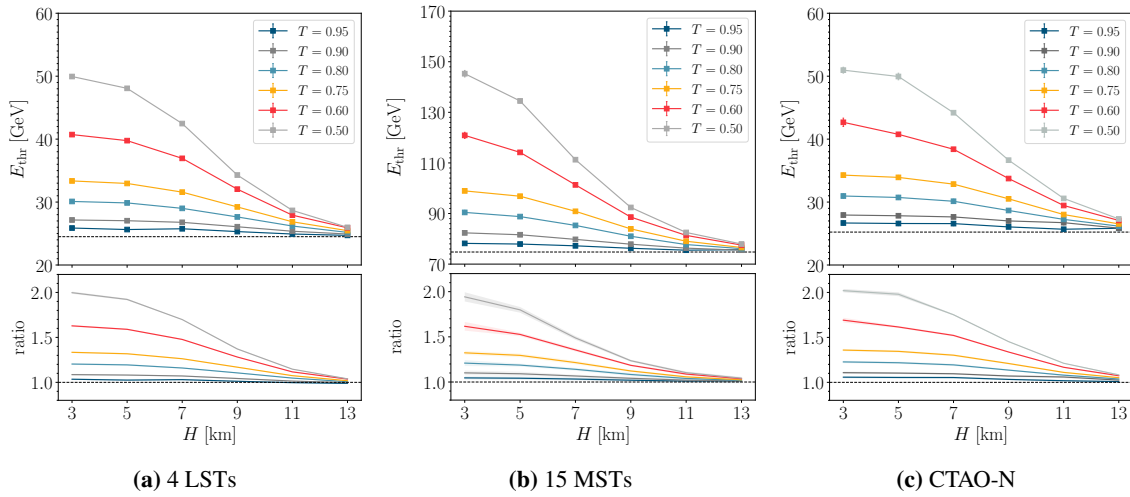 60
50
40
30
20
E_thr [GeV]
T = 0.95
T = 0.90
T = 0.80
T = 0.75
T = 0.60
T = 0.50
2.0
1.5
1.0
ratio
3 5 7 9 11 13
H [km]
(a) 4 LSTs
170
150
130
110
90
70
E_thr [GeV]
T = 0.95
T = 0.90
T = 0.80
T = 0.75
T = 0.60
T = 0.50
2.0
1.5
1.0
ratio
3 5 7 9 11 13
H [km]
(b) 15 MSTs
60
50
40
30
20
E_thr [GeV]
T = 0.95
T = 0.90
T = 0.80
T = 0.75
T = 0.60
T = 0.50
2.0
1.5
1.0
ratio
3 5 7 9 11 13
H [km]
(c) CTAO-N